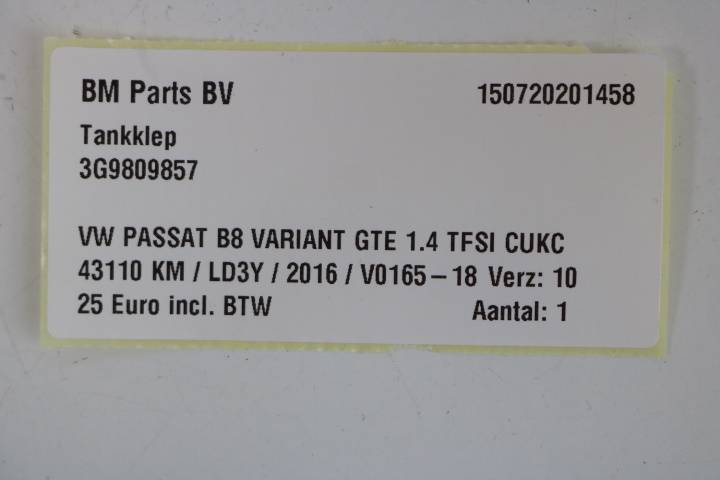 BM Parts BV 150720201458
Tankklep
3G9809857
VW PASSAT B8 VARIANT GTE 1.4 TFSI CUKC
43110 KM / LD3Y / 2016 / V0165-18 Verz: 10
25 Euro incl. BTW Aantal: 1